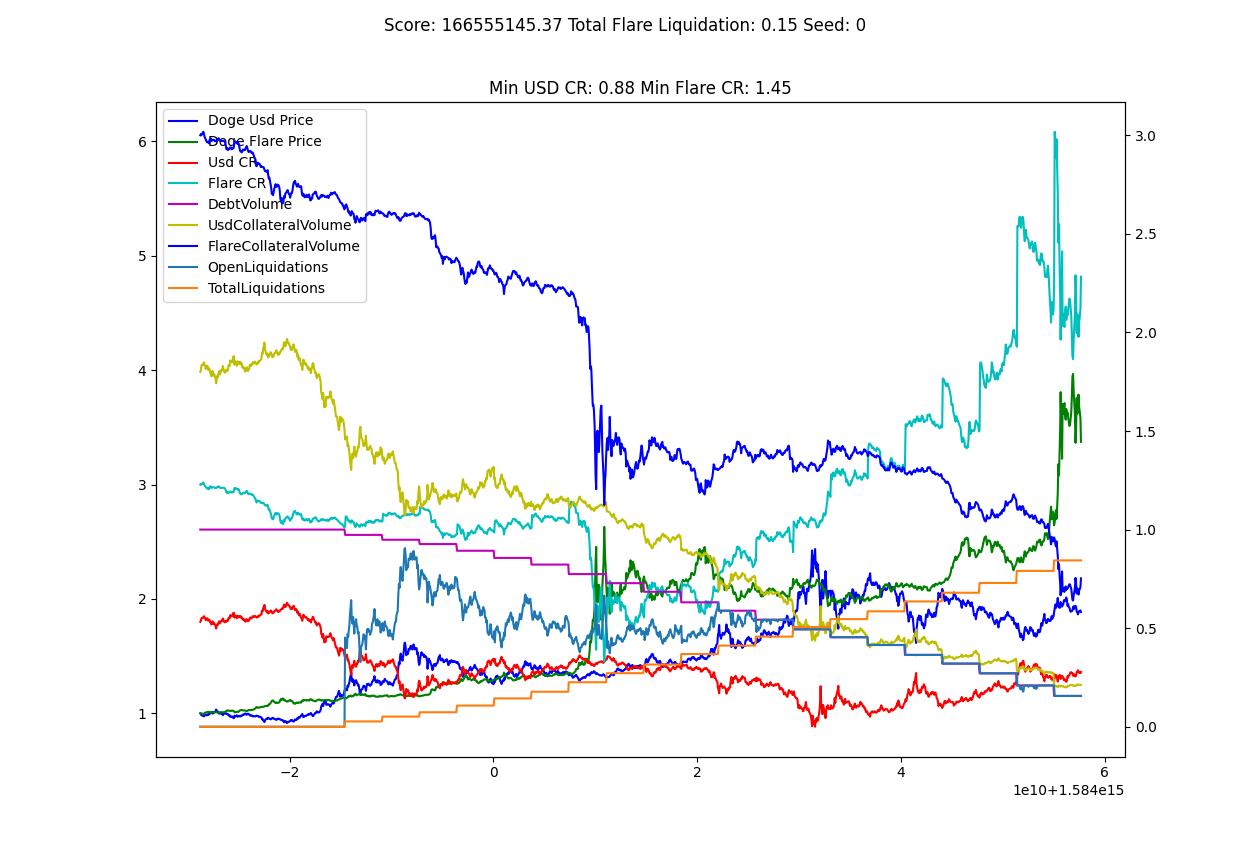 Score: 166555145.37 Total Flare Liquidation: 0.15 Seed: 0
Min USD CR: 0.88 Min Flare CR: 1.45
Doge Usd Price
Doge Flare Price
Usd CR
Flare CR
DebtVolume
UsdCollateralVolume
FlareCollateralVolume
OpenLiquidations
TotalLiquidations
6
5
4
3
2
1
3.0
2.5
2.0
1.5
1.0
0.5
0.0
−2 0 2 4 6
1e10+1.584e15